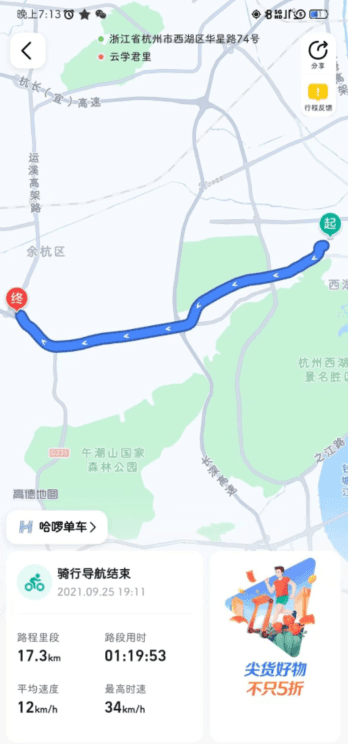 晚上7:13
浙江省杭州市西湖区华星路74号
云学君里
分享
行程反馈
杭长(宜)高速
运溪高架路
起
余杭区
西湖
终
杭州西湖
景名胜区
午潮山国家
森林公园
长深高速
之江路
高德地图
哈啰单车>
骑行导航结束
2021.09.25 19:11
路程里段
路段用时
17.3km
01:19:53
平均速度
最高时速
12km/h
34km/h
尖货好物
不只5折